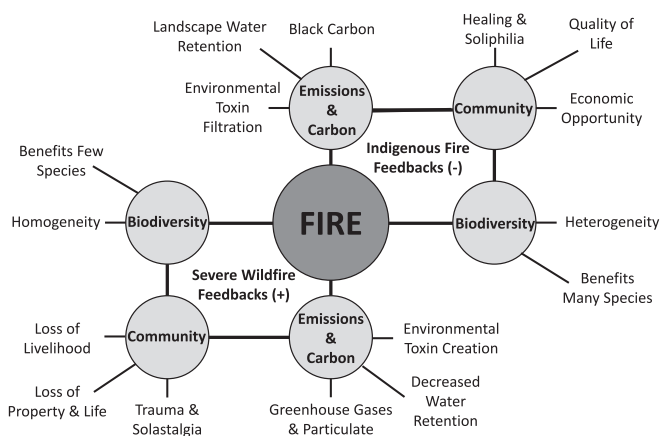 Landscape Water
Retention
Black Carbon
Healing &
Soliphilia
Quality of
Life
Environmental
Toxin
Filtration
Emissions
&
Carbon
Community
Economic
Opportunity
Indigenous Fire
Feedbacks (-)
Benefits Few
Species
Homogeneity
Biodiversity
FIRE
Biodiversity
Heterogeneity
Severe Wildfire
Feedbacks (+)
Benefits
Many Species
Loss of
Livelihood
Community
Emissions
&
Carbon
Environmental
Toxin Creation
Loss of
Property & Life
Trauma &
Solastalgia
Greenhouse Gases
& Particulate
Decreased
Water
Retention